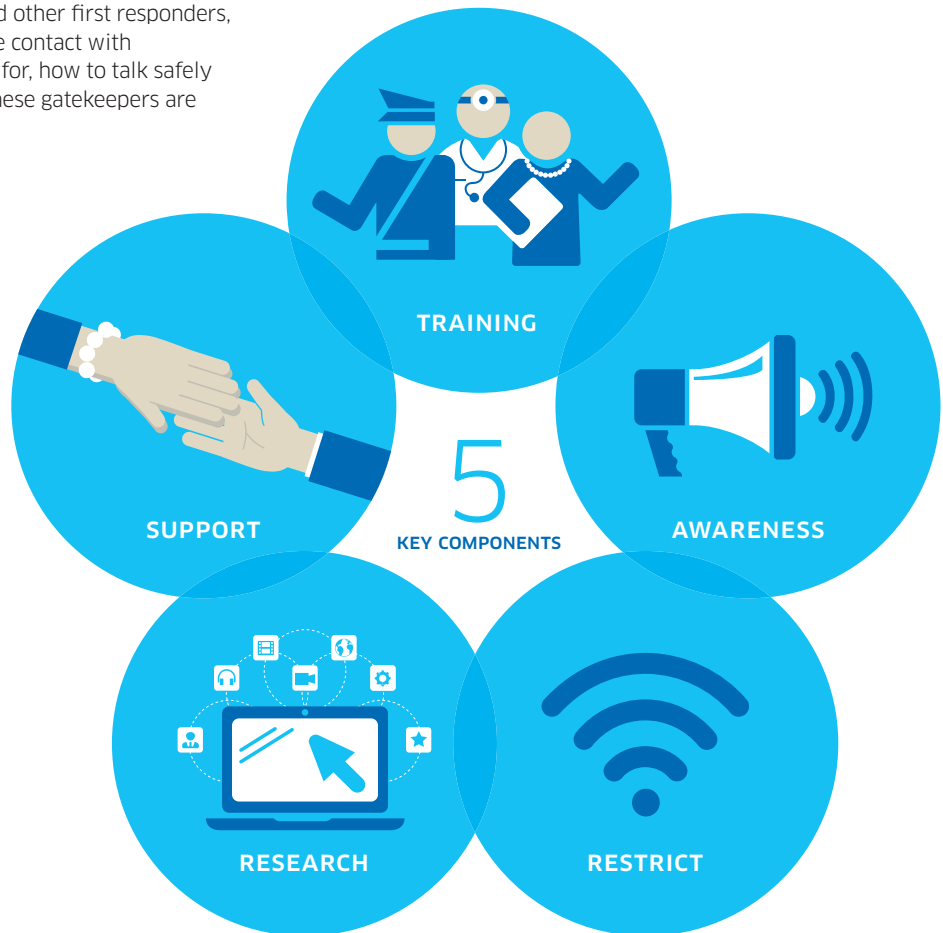 d other first responders,
e contact with
for, how to talk safely
hese gatekeepers are
TRAINING
SUPPORT
5
KEY COMPONENTS
AWARENESS
RESEARCH
RESTRICT